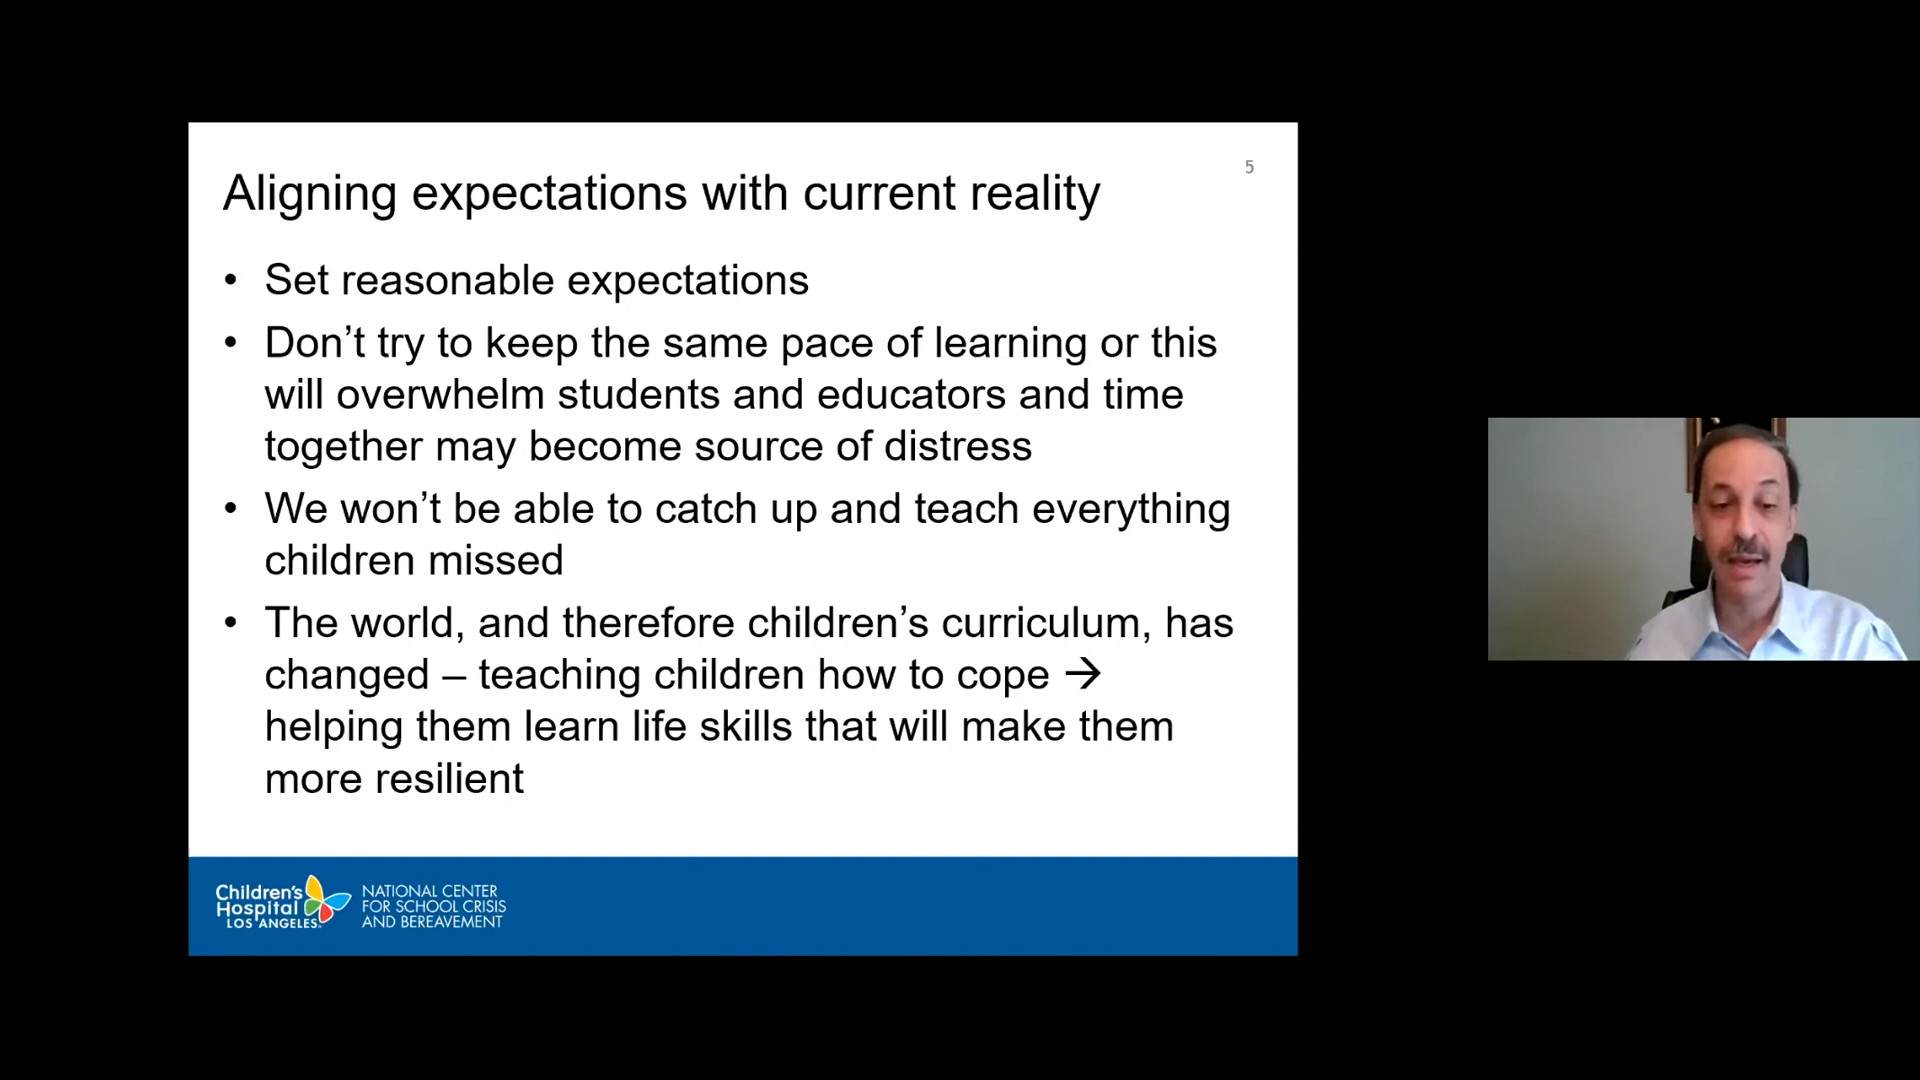 5
Aligning expectations with current reality
• Set reasonable expectations
• Don’t try to keep the same pace of learning or this
will overwhelm students and educators and time
together may become source of distress
• We won’t be able to catch up and teach everything
children missed
• The world, and therefore children’s curriculum, has
changed – teaching children how to cope →
helping them learn life skills that will make them
more resilient
Children's
Hospital
LOS ANGELES
NATIONAL CENTER
FOR SCHOOL CRISIS
AND BEREAVEMENT